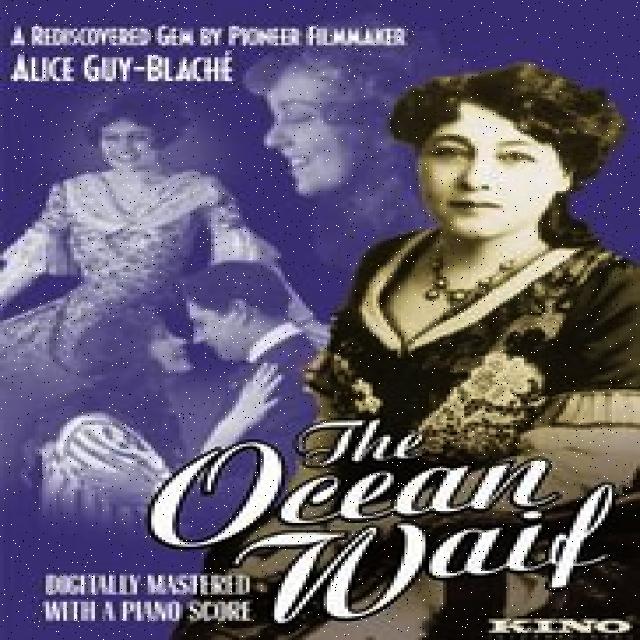 A Rediscovered Gem by Pioneer Filmmaker
Alice Guy-Blaché
The
Ocean
Waif
DIGITALLY MASTERED
WITH A PIANO SCORE
KINO